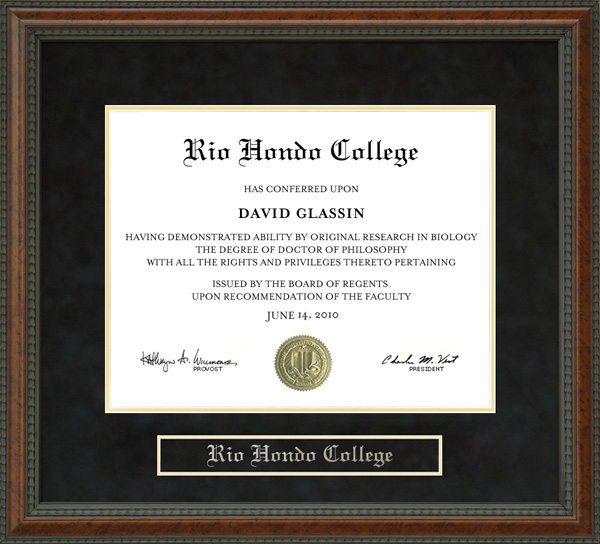 Rio Hondo College
HAS CONFERRED UPON
DAVID GLASSIN
HAVING DEMONSTRATED ABILITY BY ORIGINAL RESEARCH IN BIOLOGY
THE DEGREE OF DOCTOR OF PHILOSOPHY
WITH ALL THE RIGHTS AND PRIVILEGES THERETO PERTAINING
ISSUED BY THE BOARD OF REGENTS
UPON RECOMMENDATION OF THE FACULTY
JUNE 14, 2010
PROVOST
Charles M. Vest
PRESIDENT
Rio Hondo College